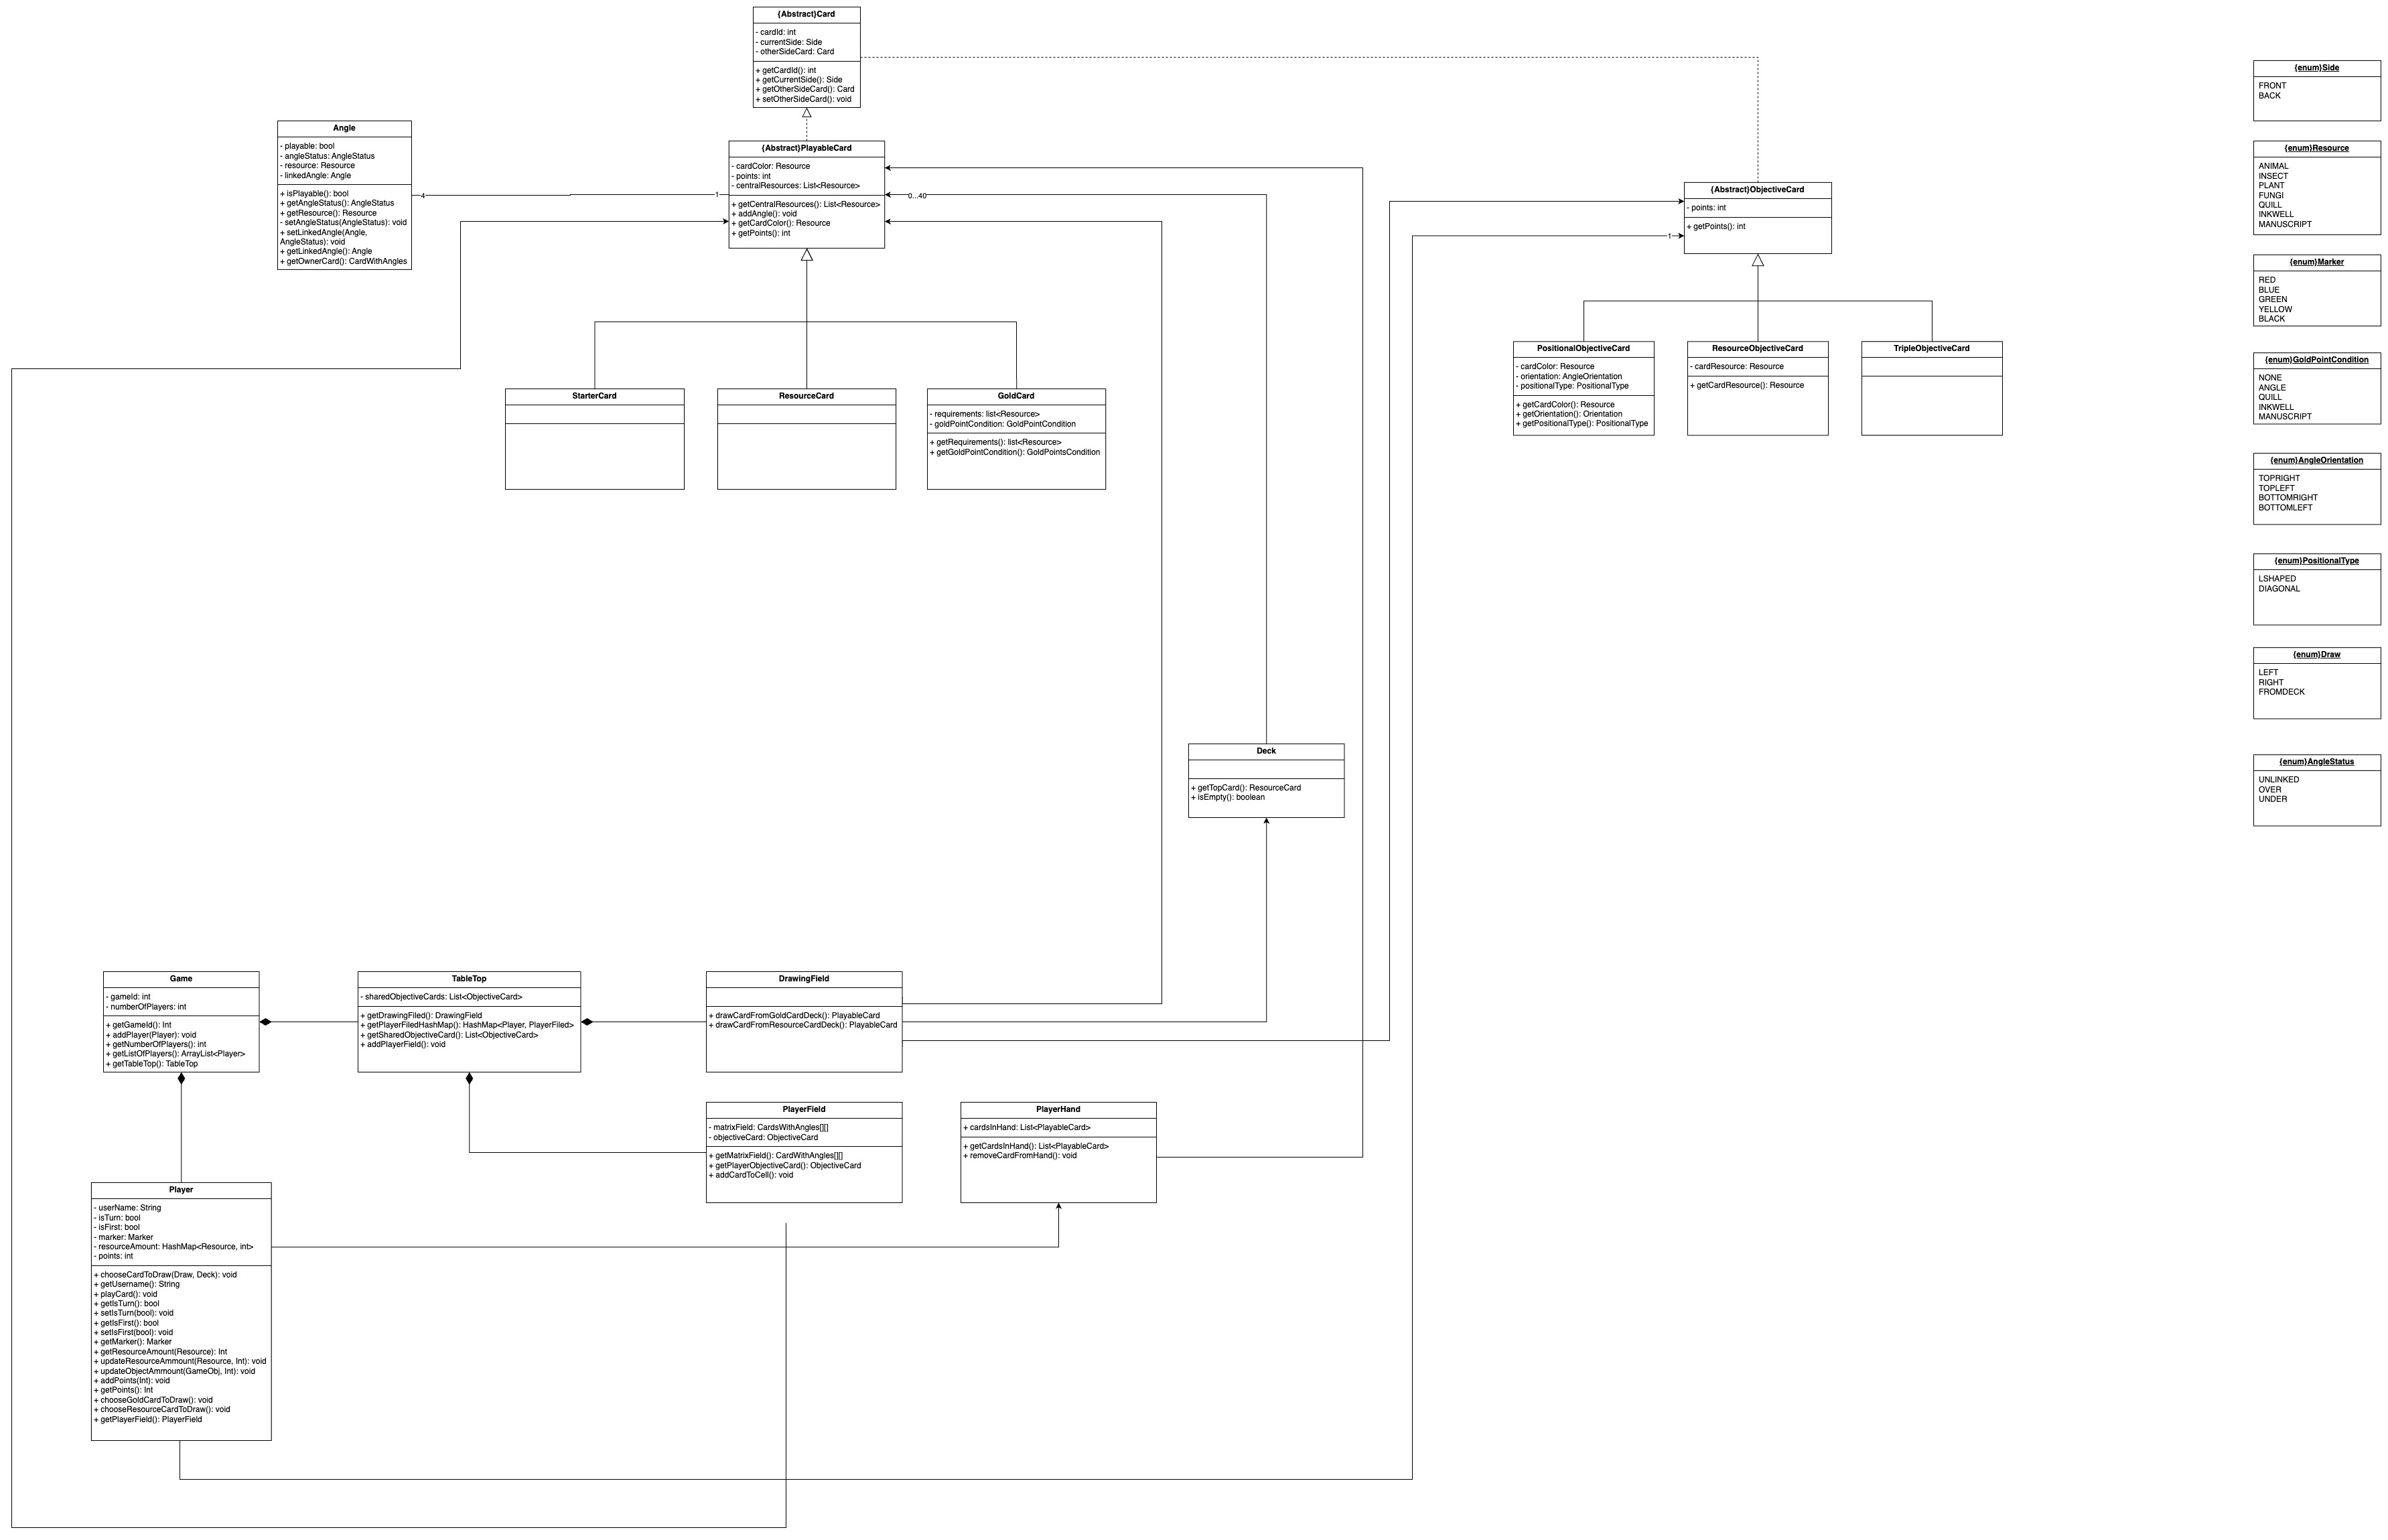 {Abstract}Card
- cardId: int
- currentSide: Side
- otherSideCard: Card
+ getCardId(): int
+ getCurrentSide(): Side
+ getOtherSideCard(): Card
+ setOtherSideCard(): void
Angle
- playable: bool
- angleStatus: AngleStatus
- resource: Resource
- linkedAngle: Angle
+ isPlayable(): bool
+ getAngleStatus(): AngleStatus
+ getResource(): Resource
- setAngleStatus(AngleStatus): void
+ setLinkedAngle(Angle,
AngleStatus): void
+ getLinkedAngle(): Angle
+ getOwnerCard(): CardWithAngles
4
1
{Abstract}PlayableCard
- cardColor: Resource
- points: int
- centralResources: List<Resource>
+ getCentralResources(): List<Resource>
+ addAngle(): void
+ getCardColor(): Resource
+ getPoints(): int
0...40
{Abstract}ObjectiveCard
- points: int
+ getPoints(): int
1
StarterCard
ResourceCard
GoldCard
- requirements: list<Resource>
- goldPointCondition: GoldPointCondition
+ getRequirements(): list<Resource>
+ getGoldPointCondition(): GoldPointsCondition
PositionalObjectiveCard
- cardColor: Resource
- orientation: AngleOrientation
- positionalType: PositionalType
+ getCardColor(): Resource
+ getOrientation(): Orientation
+ getPositionalType(): PositionalType
ResourceObjectiveCard
- cardResource: Resource
+ getCardResource(): Resource
TripleObjectiveCard
{enum}Side
FRONT
BACK
{enum}Resource
ANIMAL
INSECT
PLANT
FUNGI
QUILL
INKWELL
MANUSCRIPT
{enum}Marker
RED
BLUE
GREEN
YELLOW
BLACK
{enum}GoldPointCondition
NONE
ANGLE
QUILL
INKWELL
MANUSCRIPT
{enum}AngleOrientation
TOPRIGHT
TOPLEFT
BOTTOMRIGHT
BOTTOMLEFT
{enum}PositionalType
LSHAPED
DIAGONAL
{enum}Draw
LEFT
RIGHT
FROMDECK
{enum}AngleStatus
UNLINKED
OVER
UNDER
Deck
+ getTopCard(): ResourceCard
+ isEmpty(): boolean
Game
- gameId: int
- numberOfPlayers: int
+ getGameId(): Int
+ addPlayer(Player): void
+ getNumberOfPlayers(): int
+ getListOfPlayers(): ArrayList<Player>
+ getTableTop(): TableTop
TableTop
- sharedObjectiveCards: List<ObjectiveCard>
+ getDrawingFiled(): DrawingField
+ getPlayerFiledHashMap(): HashMap<Player, PlayerFiled>
+ getSharedObjectiveCard(): List<ObjectiveCard>
+ addPlayerField(): void
DrawingField
+ drawCardFromGoldCardDeck(): PlayableCard
+ drawCardFromResourceCardDeck(): PlayableCard
PlayerField
- matrixField: CardsWithAngles[][]
- objectiveCard: ObjectiveCard
+ getMatrixField(): CardWithAngles[][]
+ getPlayerObjectiveCard(): ObjectiveCard
+ addCardToCell(): void
PlayerHand
+ cardsInHand: List<PlayableCard>
+ getCardsInHand(): List<PlayableCard>
+ removeCardFromHand(): void
Player
- userName: String
- isTurn: bool
- isFirst: bool
- marker: Marker
- resourceAmount: HashMap<Resource, int>
- points: int
+ chooseCardToDraw(Draw, Deck): void
+ getUsername(): String
+ playCard(): void
+ getIsTurn(): bool
+ setIsTurn(bool): void
+ getIsFirst(): bool
+ setIsFirst(bool): void
+ getMarker(): Marker
+ getResourceAmount(Resource): Int
+ updateResourceAmmount(Resource, Int): void
+ updateObjectAmmount(GameObj, Int): void
+ addPoints(Int): void
+ getPoints(): Int
+ chooseGoldCardToDraw(): void
+ chooseResourceCardToDraw(): void
+ getPlayerField(): PlayerField